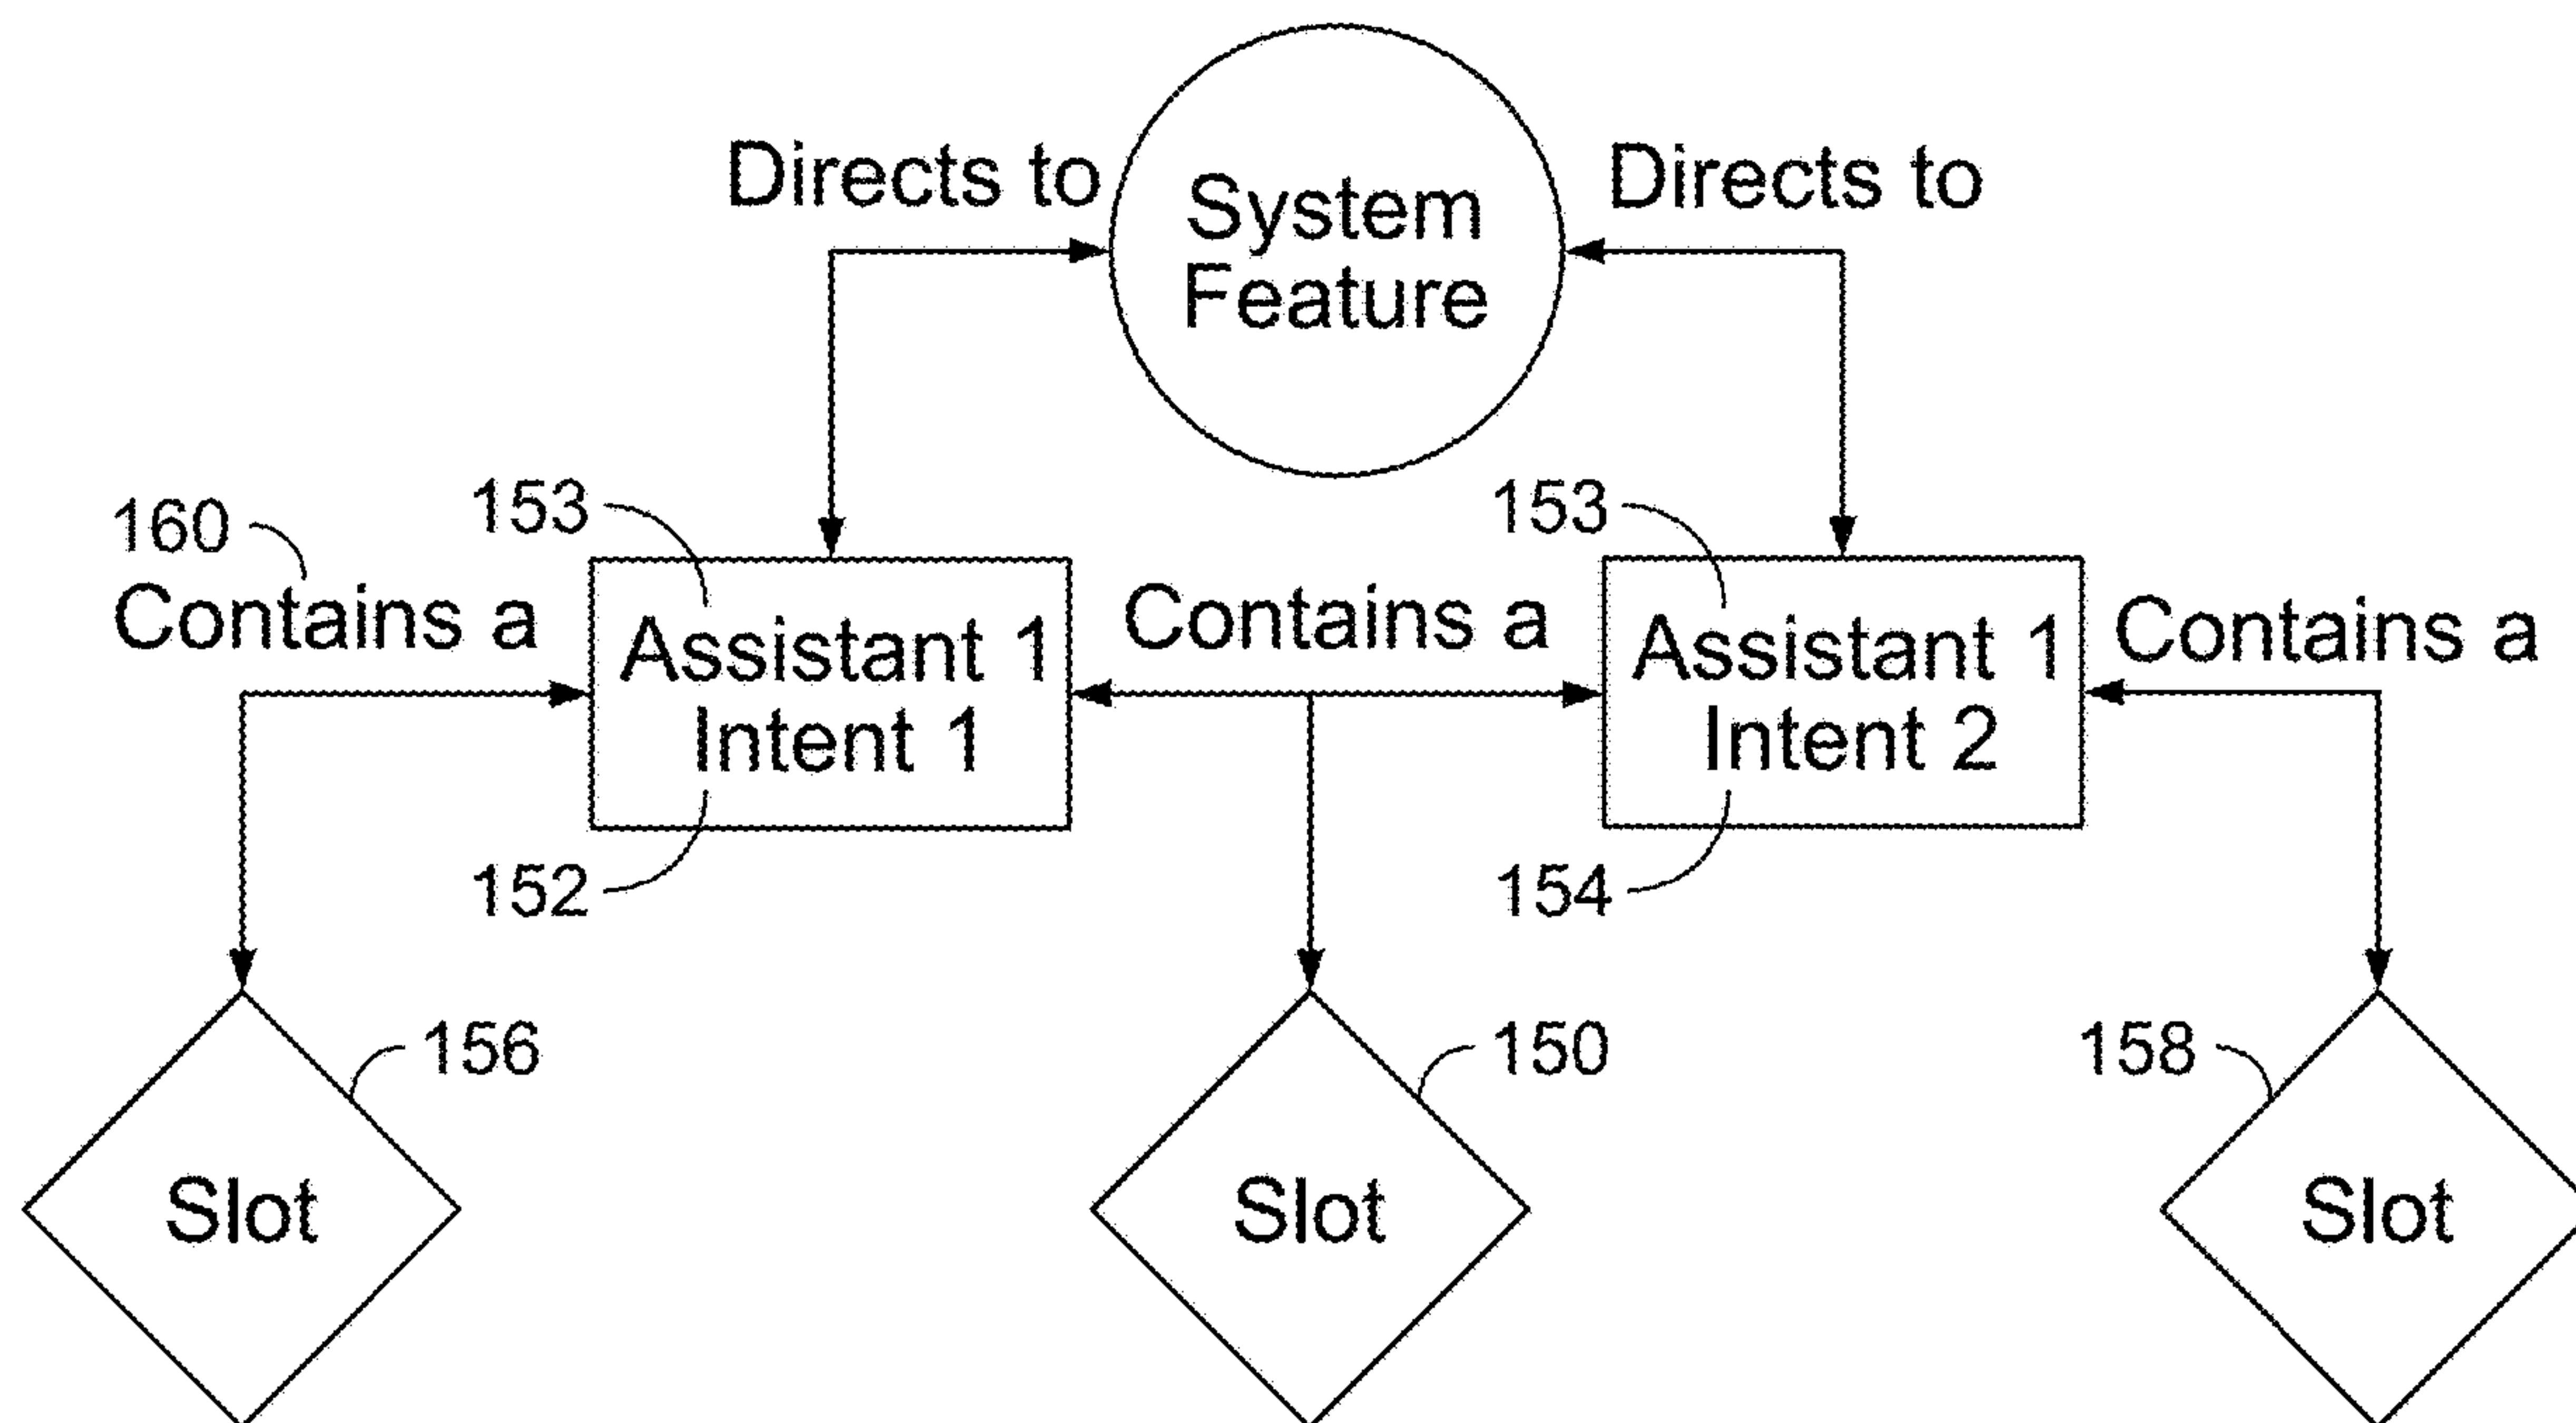 Directs to
System
Feature
Directs to
160
153
153
Contains a
Assistant 1
Intent 1
Contains a
Assistant 1
Intent 2
Contains a
152
154
156
150
158
Slot
Slot
Slot